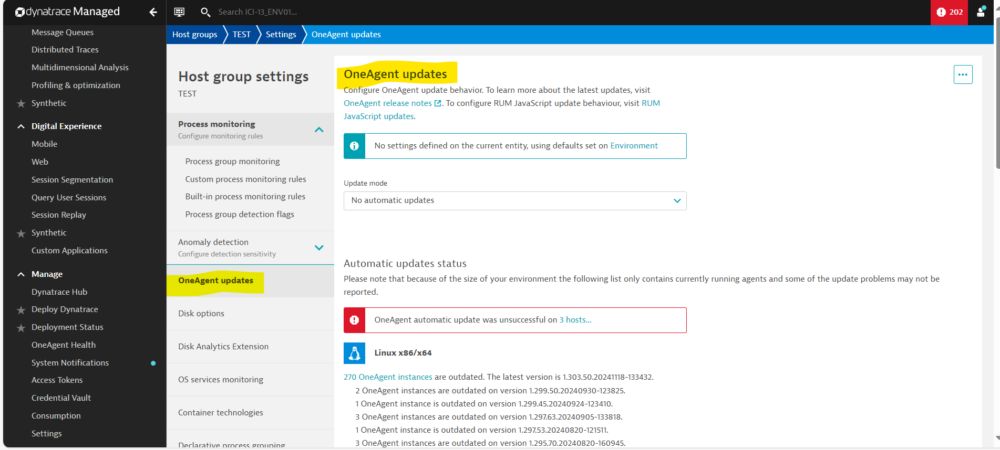 dynatrace Managed
Search ICI-13_ENV01...
202
Message Queues
Distributed Traces
Multidimensional Analysis
Profiling & optimization
Synthetic
Digital Experience
Mobile
Web
Session Segmentation
Query User Sessions
Session Replay
Synthetic
Custom Applications
Manage
Dynatrace Hub
Deploy Dynatrace
Deployment Status
OneAgent Health
System Notifications
Access Tokens
Credential Vault
Consumption
Settings
Host groups
TEST
Settings
OneAgent updates
Host group settings
TEST
Process monitoring
Configure monitoring rules
Process group monitoring
Custom process monitoring rules
Built-in process monitoring rules
Process group detection flags
Anomaly detection
Configure detection sensitivity
OneAgent updates
Disk options
Disk Analytics Extension
OS services monitoring
Container technologies
Declarative process grouping
OneAgent updates
...
Configure OneAgent update behavior. To learn more about the latest updates, visit
OneAgent release notes. To configure RUM JavaScript update behaviour, visit RUM
JavaScript updates.
No settings defined on the current entity, using defaults set on Environment
Update mode
No automatic updates
Automatic updates status
Please note that because of the size of your environment the following list only contains currently running agents and some of the update problems may not be
reported.
OneAgent automatic update was unsuccessful on 3 hosts...
Linux x86/x64
270 OneAgent instances are outdated. The latest version is 1.303.50.20241118-133432.
2 OneAgent instances are outdated on version 1.299.50.20240930-123825.
1 OneAgent instance is outdated on version 1.299.45.20240924-123410.
3 OneAgent instances are outdated on version 1.297.63.20240905-133818.
1 OneAgent instance is outdated on version 1.297.53.20240820-121511.
3 OneAgent instances are outdated on version 1.295.70.20240820-160945.